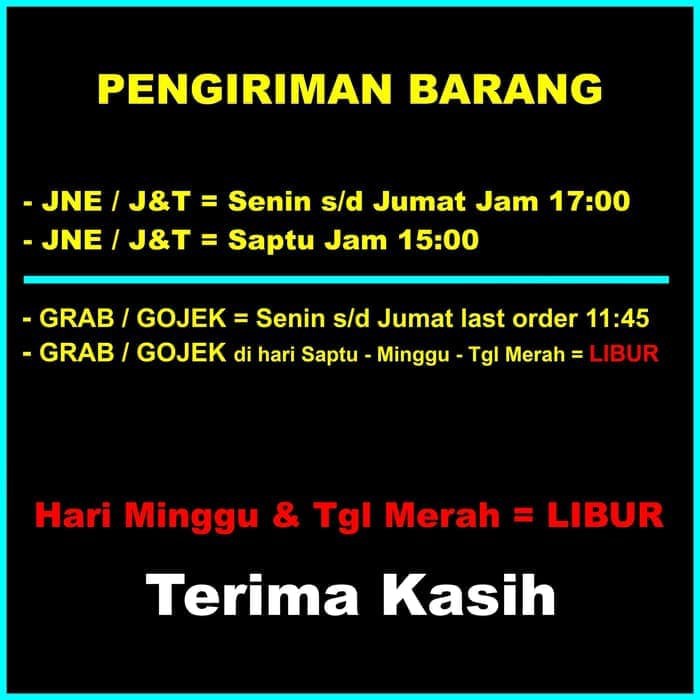 PENGIRIMAN BARANG
- JNE / J&T = Senin s/d Jumat Jam 17:00
- JNE / J&T = Saptu Jam 15:00
- GRAB / GOJEK = Senin s/d Jumat last order 11:45
- GRAB / GOJEK di hari Saptu - Minggu - Tgl Merah = LIBUR
Hari Minggu & Tgl Merah = LIBUR
Terima Kasih